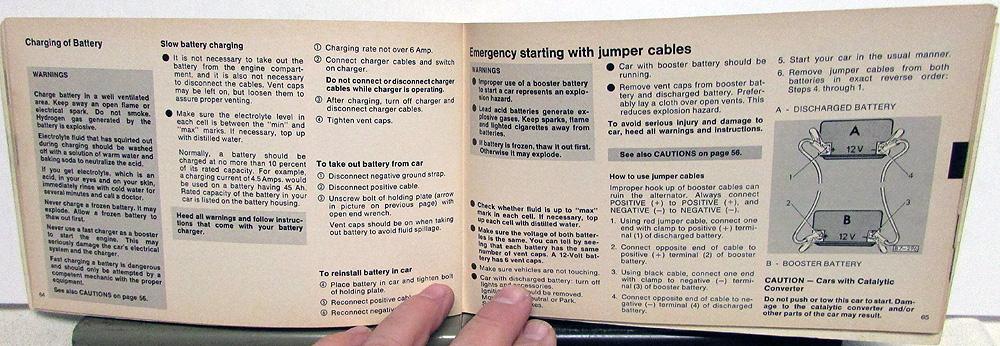 Charging of Battery
WARNINGS
Charge battery in a well ventilated
area. Keep away an open flame or
electrical spark. Do not smoke.
Hydrogen gas generated by the
battery is explosive.
Electrolyte fluid that has squirted out
during charging should be washed
off with a solution of warm water and
baking soda to neutralize the acid.
If you get electrolyte, which is an
acid, in your eyes and on your skin,
immediately rinse with cold water for
several minutes and call a doctor.
Never charge a frozen battery. It may
explode. Allow a frozen battery to
thaw out first.
Never use a fast charger as a booster
to start the engine. This may
seriously damage the car's electrical
system and the charger.
Fast charging a battery is dangerous
and should only be attempted by a
competent mechanic with the proper
equipment.
See also CAUTIONS on page 56.
64
Slow battery charging
● It is not necessary to take out the
battery from the engine compart-
ment, and it is also not necessary
to disconnect the cables. Vent caps
may be left on, but loosen them to
assure proper venting.
● Make sure the electrolyte level in
each cell is between the "min" and
"max" marks. If necessary, top up
with distilled water.
Normally, a battery should be
charged at no more than 10 percent
of its rated capacity. For example,
a charging current of 4.5 Amps. would
be used on a battery having 45 Ah.
Rated capacity of the battery in your
car is listed on the battery housing.
Heed all warnings and follow instruc-
tions that come with your battery
charger.
① Charging rate not over 6 Amp.
② Connect charger cables and switch
on charger.
Do not connect or disconnect charger
cables while charger is operating.
③ After charging, turn off charger and
disconnect charger cables.
④ Tighten vent caps.
To take out battery from car
① Disconnect negative ground strap.
② Disconnect positive cable.
③ Unscrew bolt of holding plate (arrow
in picture on previous page) with
open end wrench.
Vent caps should be on when taking
out battery to avoid fluid spillage.
To reinstall battery in car
④ Place battery in car and tighten bolt
of holding plate.
⑤ Reconnect positive cable
⑥ Reconnect negative
Emergency starting with jumper cables
WARNINGS
● Improper use of a booster battery
to start a car represents an explo-
sion hazard.
● Lead acid batteries generate ex-
plosive gases. Keep sparks, flame
and lighted cigarettes away from
batteries.
● If battery is frozen, thaw it out first.
Otherwise it may explode.
● Check whether fluid is up to "max"
mark in each cell. If necessary, top
up each cell with distilled water.
● Make sure the voltage of both batter-
ies is the same. You can tell by see-
ing that each battery has the same
number of vent caps. A 12-Volt bat-
tery has 6 vent caps.
● Make sure vehicles are not touching.
● Car with discharged battery: turn off
lights and accessories.
should be removed.
Neutral or Park.
● Car with booster battery should be
running.
● Remove vent caps from booster bat-
tery and discharged battery. Prefer-
ably lay a cloth over open vents. This
reduces explosion hazard.
To avoid serious injury and damage to
car, heed all warnings and instructions.
See also CAUTIONS on page 56.
How to use jumper cables
Improper hook up of booster cables can
ruin the alternator. Always connect
POSITIVE (+) to POSITIVE (+), and
NEGATIVE (−) to NEGATIVE (−).
1. Using red jumper cable, connect one
end with clamp to positive (+) termi-
nal (1) of discharged battery.
2. Connect opposite end of cable to
positive (+) terminal (2) of booster
battery.
3. Using black cable, connect one end
with clamp to negative (−) termi-
nal (3) of booster battery.
4. Connect opposite end of cable to ne-
gative (−) terminal (4) of discharged
battery.
5. Start your car in the usual manner.
6. Remove jumper cables from both
batteries in exact reverse order:
Steps 4. through 1.
A - DISCHARGED BATTERY
A
12 V
1
4
2
3
B
+ 12 V −
B - BOOSTER BATTERY
CAUTION — Cars with Catalytic
Converter
Do not push or tow this car to start. Dam-
age to the catalytic converter and/or
other parts of the car may result.
65